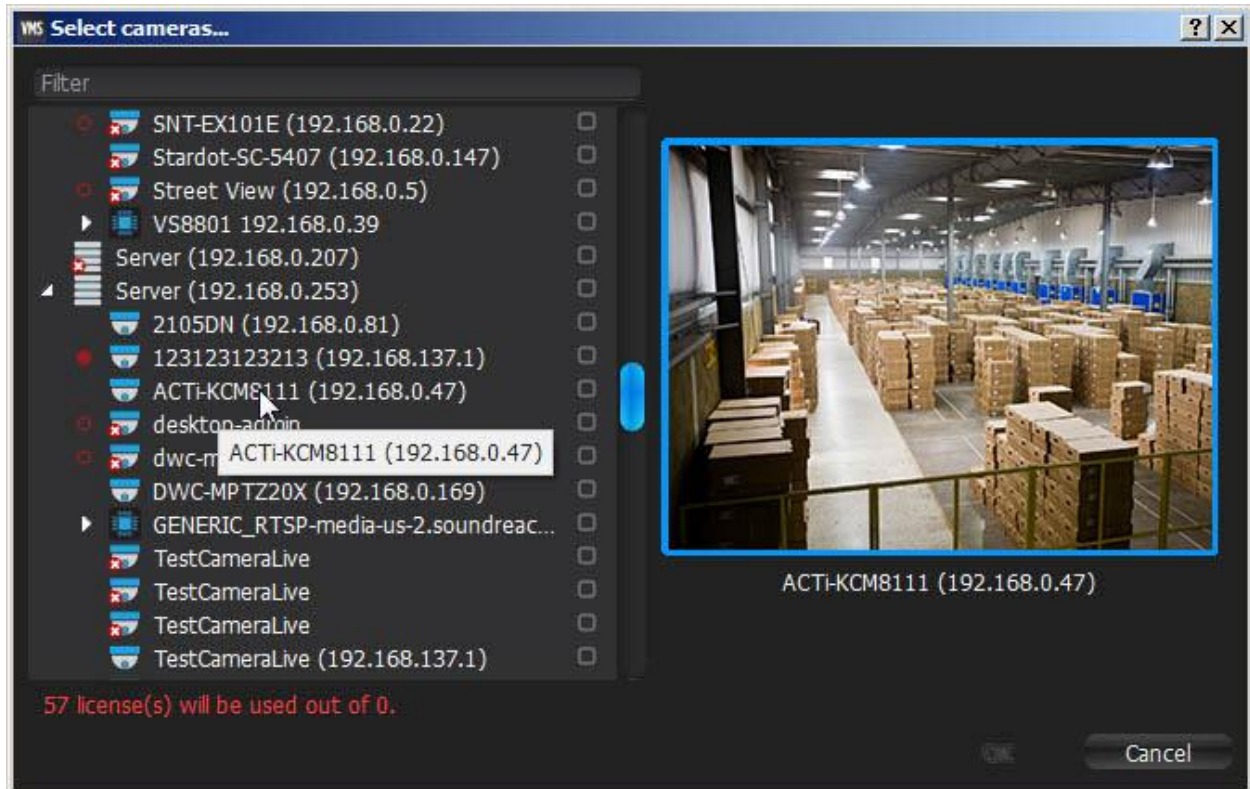 VMS Select cameras...
Filter
SNT-EX101E (192.168.0.22)
Stardot-SC-5407 (192.168.0.147)
Street View (192.168.0.5)
VS8801 192.168.0.39
Server (192.168.0.207)
Server (192.168.0.253)
2105DN (192.168.0.81)
123123123213 (192.168.137.1)
ACTi-KCM8111 (192.168.0.47)
desktop-admin
dwc-m
ACTi-KCM8111 (192.168.0.47)
DWC-MPTZ20X (192.168.0.169)
GENERIC_RTSP-media-us-2.soundreac...
TestCameraLive
TestCameraLive
TestCameraLive
TestCameraLive (192.168.137.1)
ACTi-KCM8111 (192.168.0.47)
57 license(s) will be used out of 0.
Cancel